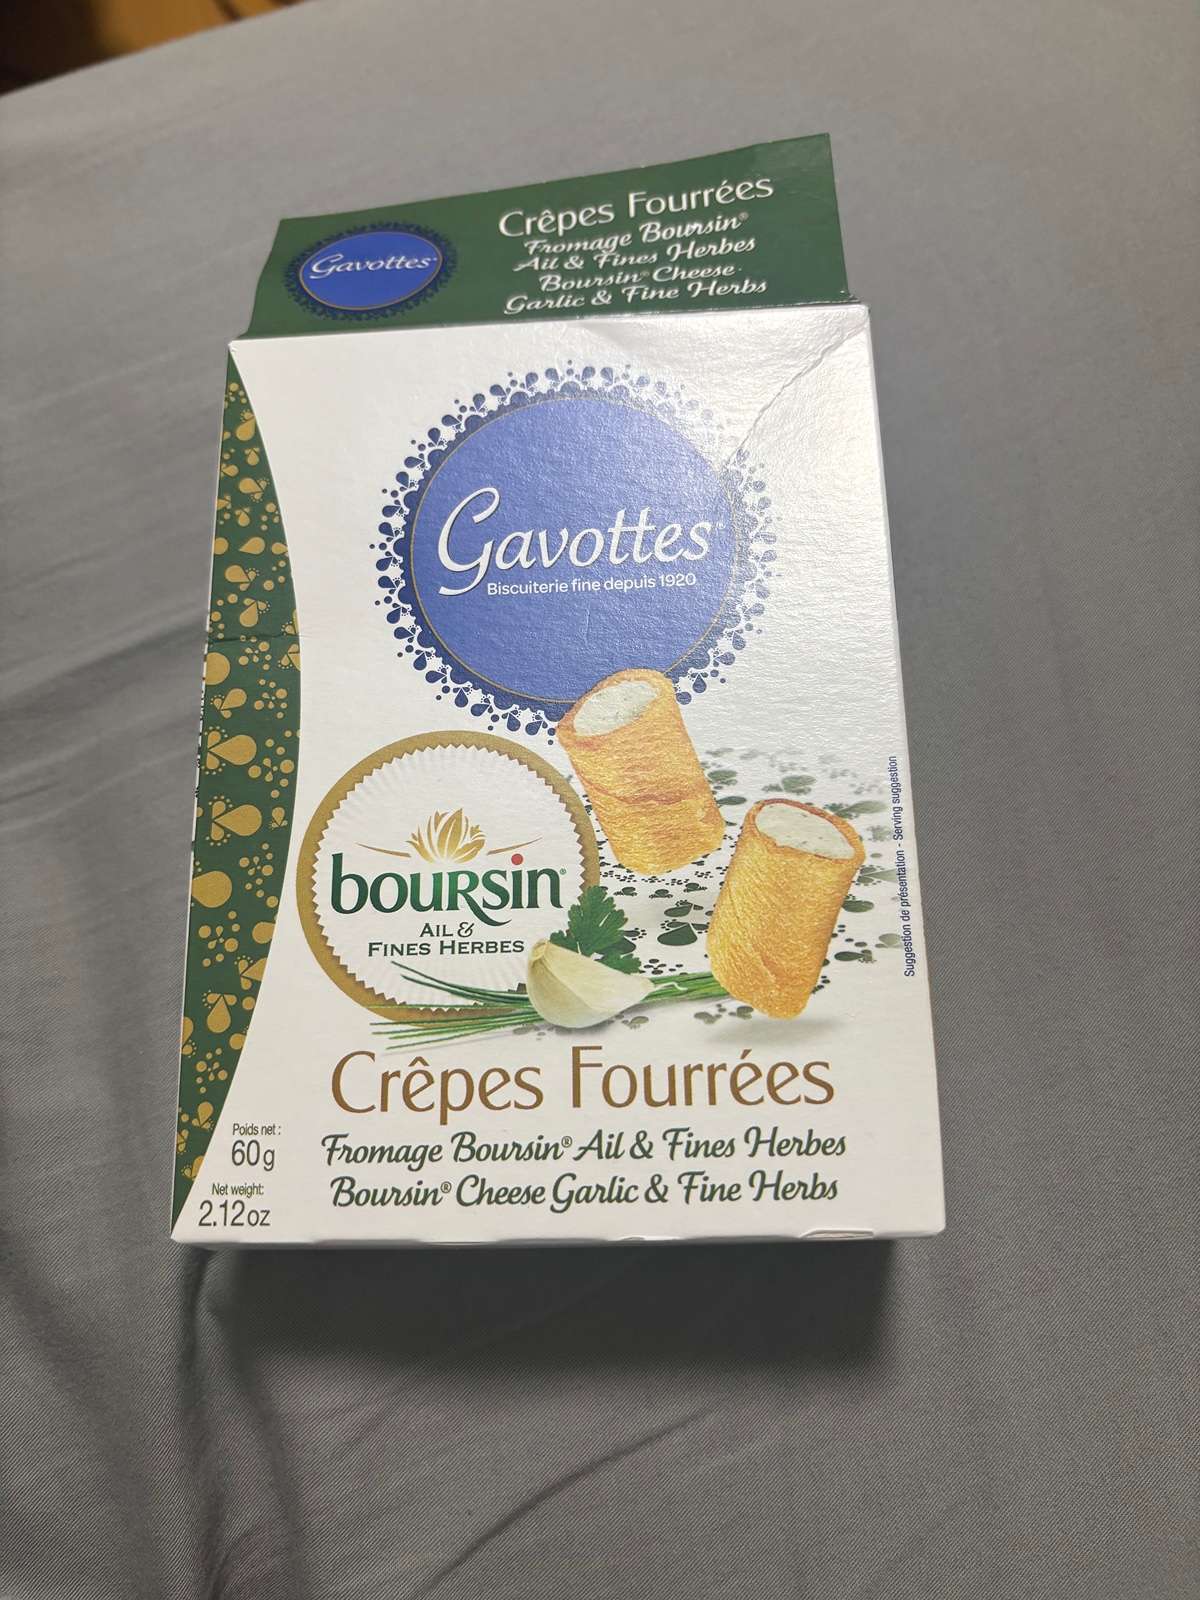 Gavottes
Crêpes Fourrées
Fromage Boursin®
Ail & Fines Herbes
Boursin® Cheese
Garlic & Fine Herbs
Gavottes®
Biscuiterie fine depuis 1920
boursin®
AIL &
FINES HERBES
Suggestion de présentation - Serving suggestion
Crêpes Fourrées
Fromage Boursin® Ail & Fines Herbes
Boursin® Cheese Garlic & Fine Herbs
Poids net :
60g
Net weight:
2.12oz